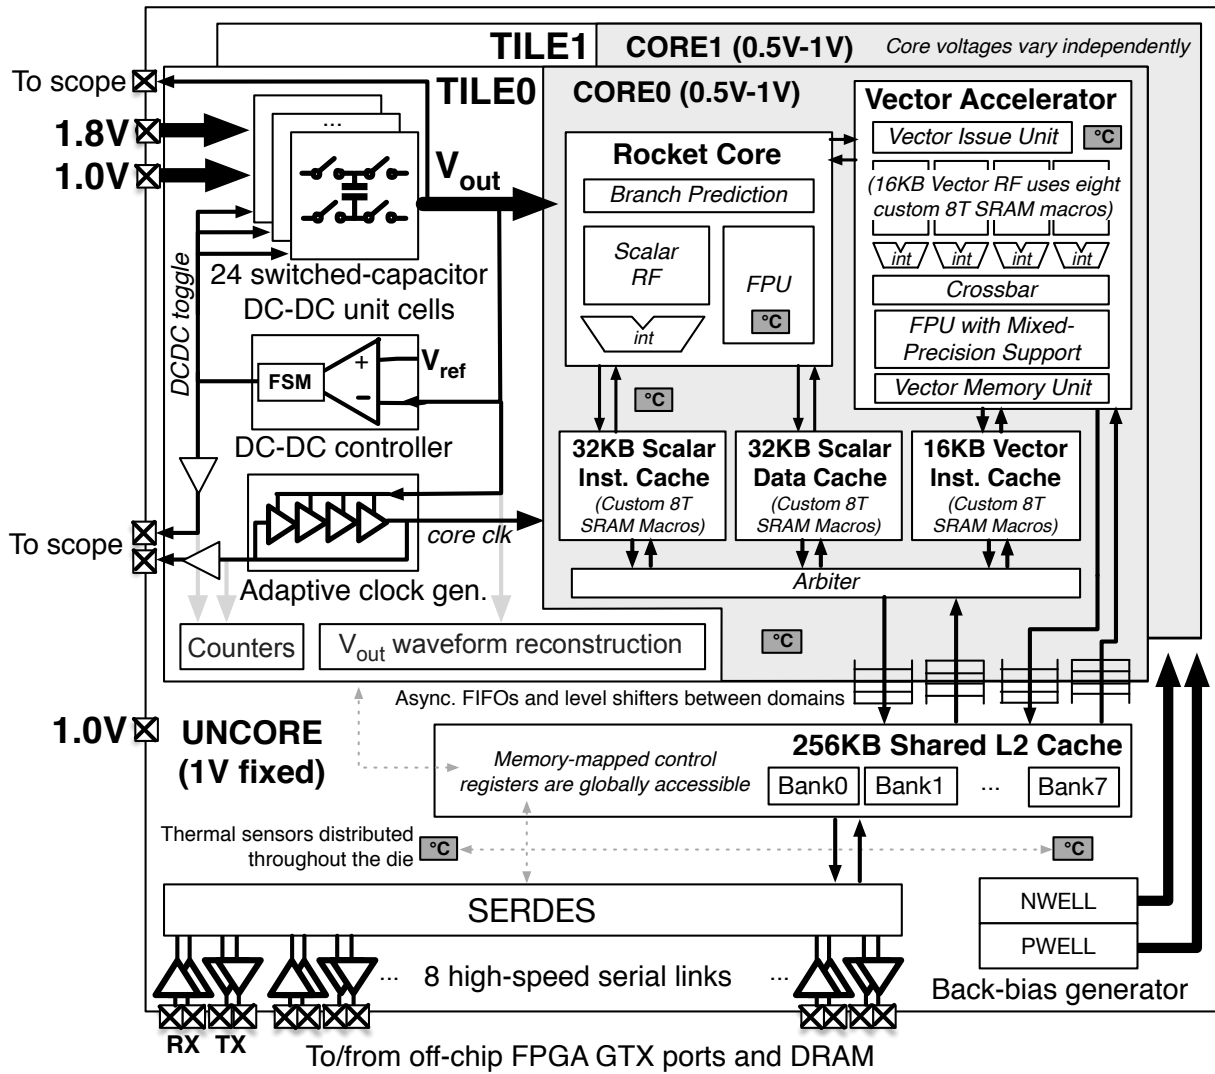 TILE1
CORE1 (0.5V-1V)
Core voltages vary independently
To scope
TILE0
CORE0 (0.5V-1V)
1.8V
1.0V
...
Vout
24 switched-capacitor
DC-DC unit cells
DCDC toggle
FSM
+
−
Vref
DC-DC controller
core clk
To scope
Adaptive clock gen.
Counters
Vout waveform reconstruction
Rocket Core
Branch Prediction
Scalar
RF
int
FPU
°C
°C
Vector Accelerator
Vector Issue Unit
°C
(16KB Vector RF uses eight
custom 8T SRAM macros)
int
int
int
int
Crossbar
FPU with Mixed-
Precision Support
Vector Memory Unit
32KB Scalar
Inst. Cache
(Custom 8T
SRAM Macros)
32KB Scalar
Data Cache
(Custom 8T
SRAM Macros)
16KB Vector
Inst. Cache
(Custom 8T
SRAM Macros)
Arbiter
°C
Async. FIFOs and level shifters between domains
1.0V
UNCORE
(1V fixed)
256KB Shared L2 Cache
Memory-mapped control
registers are globally accessible
Bank0
Bank1
...
Bank7
Thermal sensors distributed
throughout the die
°C
°C
SERDES
NWELL
PWELL
Back-bias generator
...
8 high-speed serial links
...
RX
TX
To/from off-chip FPGA GTX ports and DRAM